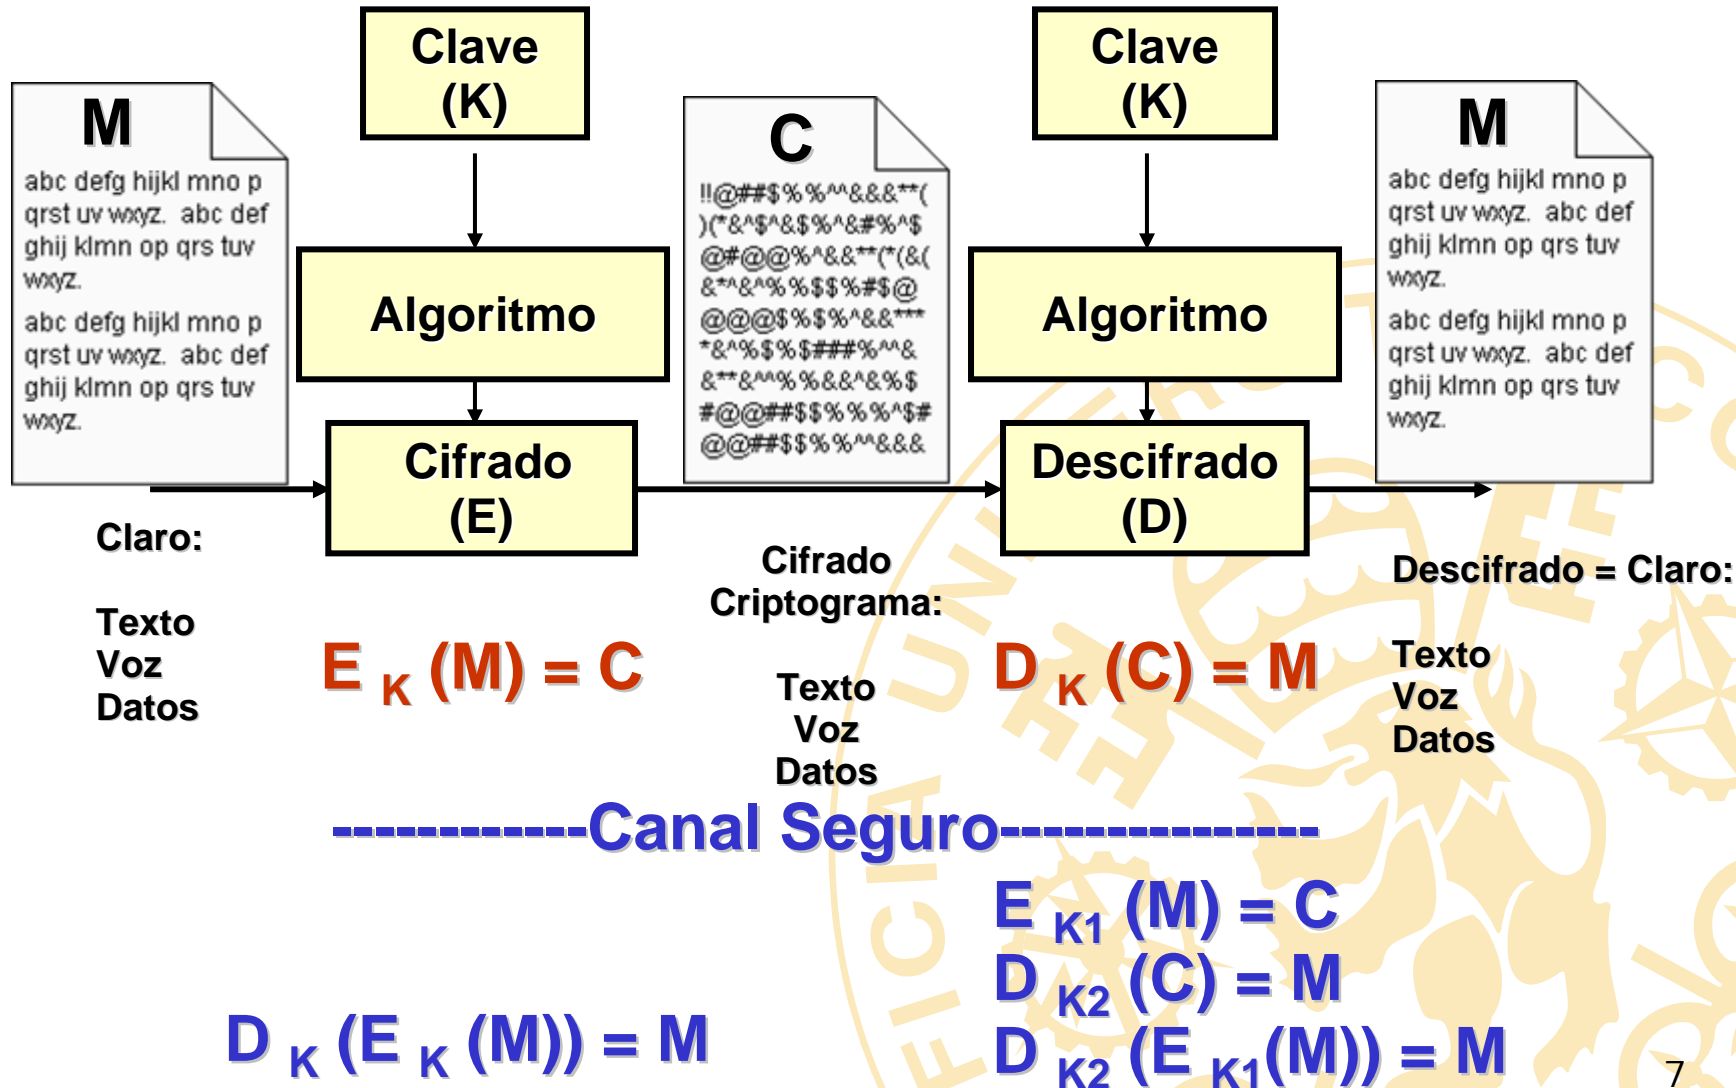 Clave
(K)
Clave
(K)
M
abc defg hijkl mno p
qrst uv wxyz. abc def
ghij klmn op qrs tuv
wxyz.
abc defg hijkl mno p
qrst uv wxyz. abc def
ghij klmn op qrs tuv
wxyz.
Algoritmo
Cifrado
(E)
C
!!@##$%%^^&&&**(
)(*&^$^&$%^&#%^$
@#@@%^&&**(*(&(
&*^&^%%$$%#$@
@@@$%$%^&&***
*&^%$%$###%^^&
&**&^^%%&&^&%$
#@@##$$%%%^$#
@@##$$%%^^&&&
Algoritmo
Descifrado
(D)
M
abc defg hijkl mno p
qrst uv wxyz. abc def
ghij klmn op qrs tuv
wxyz.
abc defg hijkl mno p
qrst uv wxyz. abc def
ghij klmn op qrs tuv
wxyz.
Claro:
Texto
Voz
Datos
E K (M) = C
Cifrado
Criptograma:
Texto
Voz
Datos
D K (C) = M
Descifrado = Claro:
Texto
Voz
Datos
------------Canal Seguro---------------
E K1 (M) = C
D K2 (C) = M
D K (E K (M)) = M
D K2 (E K1(M)) = M
7